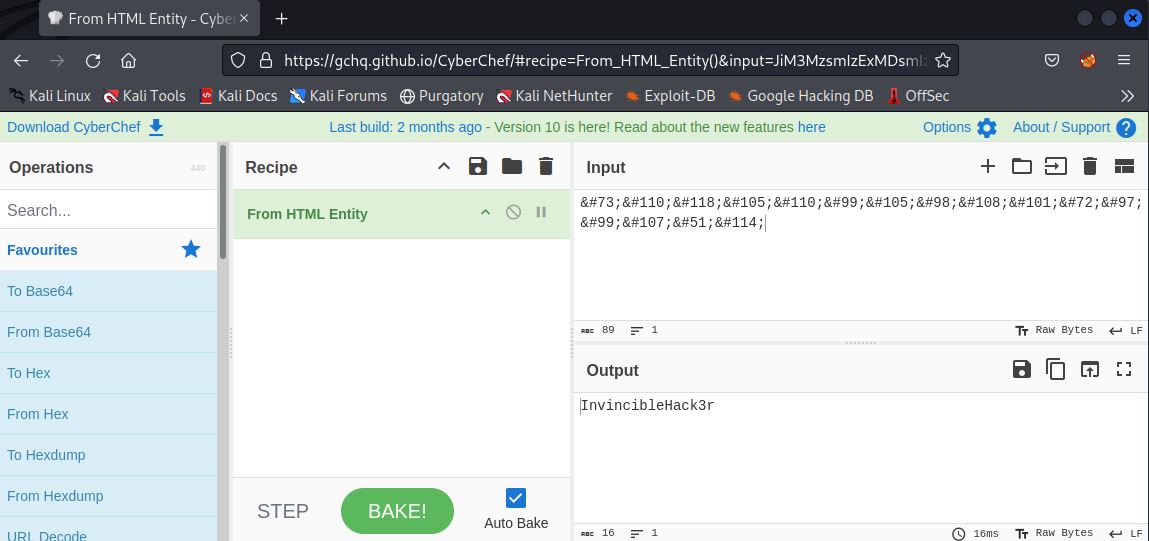 From HTML Entity - Cyber
https://gchq.github.io/CyberChef/#recipe=From_HTML_Entity()&input=JiM3MzsmIzExMDsmIz
Kali Linux Kali Tools Kali Docs Kali Forums Purgatory Kali NetHunter Exploit-DB Google Hacking DB OffSec
Download CyberChef Last build: 2 months ago - Version 10 is here! Read about the new features here Options About / Support
Operations 440
Search...
Favourites
To Base64
From Base64
To Hex
From Hex
To Hexdump
From Hexdump
URL Decode
Recipe
From HTML Entity
STEP BAKE! Auto Bake
Input
&#73;&#110;&#118;&#105;&#110;&#99;&#105;&#98;&#108;&#101;&#72;&#97;
&#99;&#107;&#51;&#114;
ABC 89 1 Raw Bytes LF
Output
InvincibleHack3r
ABC 16 1 16ms Raw Bytes LF